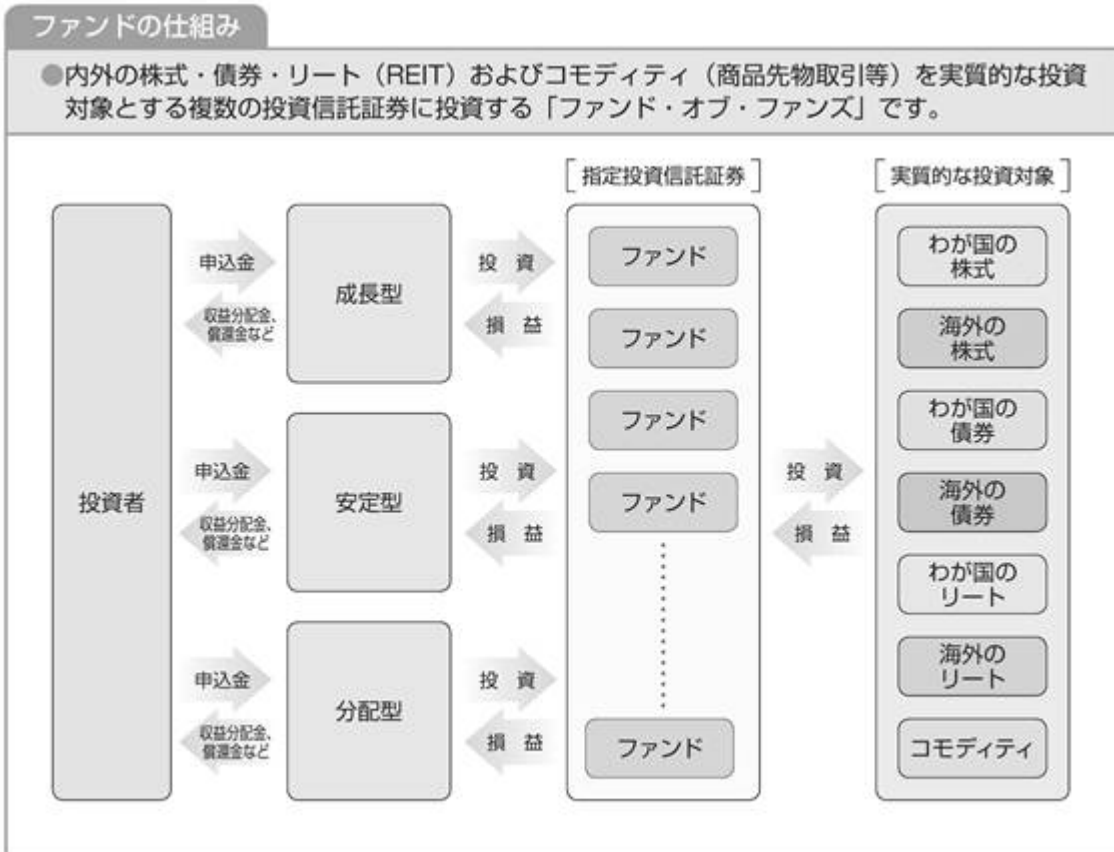 ファンドの仕組み
●内外の株式・債券・リート（REIT）およびコモディティ（商品先物取引等）を実質的な投資
対象とする複数の投資信託証券に投資する「ファンド・オブ・ファンズ」です。
投資者
申込金
収益分配金、
償還金など
成長型
投 資
損 益
申込金
収益分配金、
償還金など
安定型
投 資
損 益
申込金
収益分配金、
償還金など
分配型
投 資
損 益
［指定投資信託証券］
ファンド
ファンド
ファンド
ファンド
ファンド
投 資
損 益
［実質的な投資対象］
わが国の
株式
海外の
株式
わが国の
債券
海外の
債券
わが国の
リート
海外の
リート
コモディティ